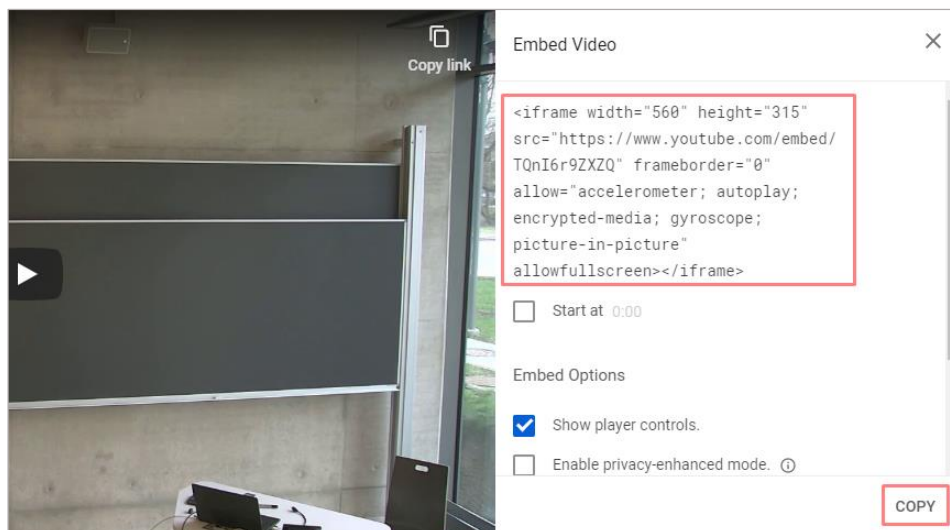 Copy link
Embed Video
<iframe width="560" height="315"
src="https://www.youtube.com/embed/
TQnI6r9ZXZQ" frameborder="0"
allow="accelerometer; autoplay;
encrypted-media; gyroscope;
picture-in-picture"
allowfullscreen></iframe>
Start at 0:00
Embed Options
Show player controls.
Enable privacy-enhanced mode.
COPY